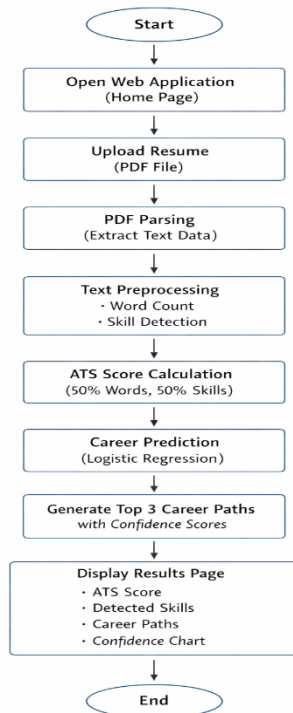 Start
Open Web Application
(Home Page)
Upload Resume
(PDF File)
PDF Parsing
(Extract Text Data)
Text Preprocessing
· Word Count
· Skill Detection
ATS Score Calculation
(50% Words, 50% Skills)
Career Prediction
(Logistic Regression)
Generate Top 3 Career Paths
with Confidence Scores
Display Results Page
· ATS Score
· Detected Skills
· Career Paths
· Confidence Chart
End